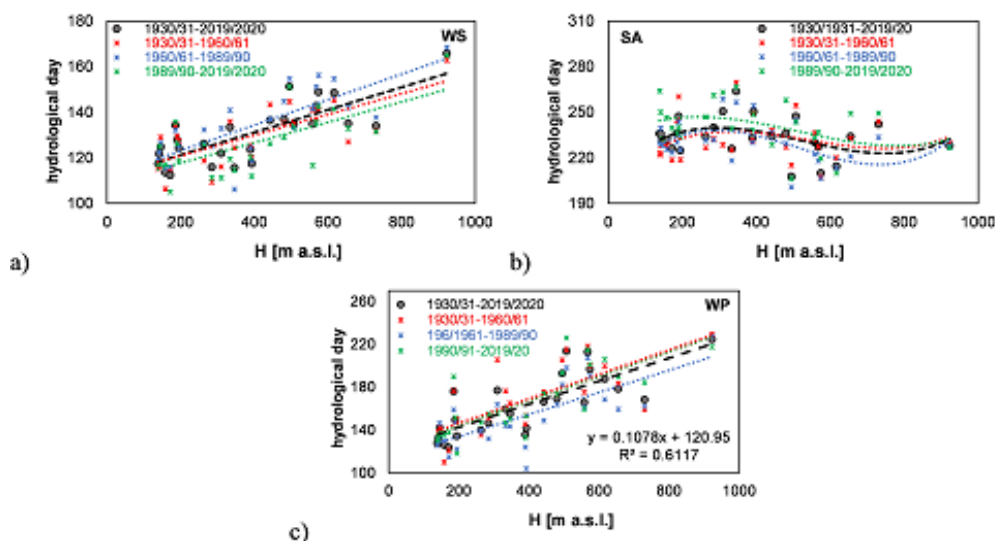 WS
1930/31-2019/2020
1930/31-1960/61
1960/61-1989/90
1989/90-2019/2020
180
160
140
120
100
hydrological day
0 200 400 600 800 1000
H [m a.s.l.]
a)
SA
1930/1931-2019/20
1930/31-1960/61
1960/61-1989/90
1989/90-2019/2020
290
260
230
210
190
hydrological day
0 200 400 600 800 1000
H [m a.s.l.]
b)
WP
1930/31-2019/2020
1930/31-1960/61
196/1961-1989/90
1990/91-2019/20
260
220
180
140
100
hydrological day
y = 0.1078x + 120.95
R² = 0.6117
0 200 400 600 800 1000
H [m a.s.l.]
c)